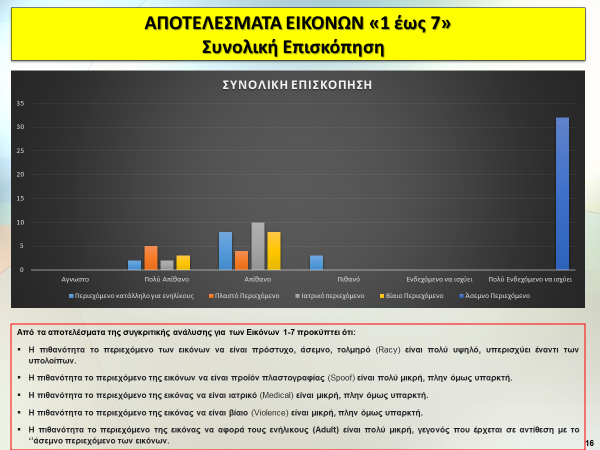 ΑΠΟΤΕΛΕΣΜΑΤΑ ΕΙΚΟΝΩΝ «1 έως 7»
Συνολική Επισκόπηση
ΣΥΝΟΛΙΚΗ ΕΠΙΣΚΟΠΗΣΗ
35
30
25
20
15
10
5
0
Αγνωστο Πολύ Απίθανο Απίθανο Πιθανό Ενδεχόμενο να ισχύει Πολύ Ενδεχόμενο να ισχύει
Περιεχόμενο κατάλληλο για ενηλίκους Πλαστό Περιεχόμενο Ιατρικό περιεχόμενο Βίαιο Περιεχόμενο Άσεμνο Περιεχόμενο
Από τα αποτελέσματα της συγκριτικής ανάλυσης για των Εικόνων 1-7 προκύπτει ότι:
▪ Η πιθανότητα το περιεχόμενο των εικόνων να είναι πρόστυχο, άσεμνο, τολμηρό (Racy) είναι πολύ υψηλό, υπερισχύει έναντι των
υπολοίπων.
▪ Η πιθανότητα το περιεχόμενο της εικόνων να είναι προϊόν πλαστογραφίας (Spoof) είναι πολύ μικρή, πλην όμως υπαρκτή.
▪ Η πιθανότητα το περιεχόμενο της εικόνας να είναι ιατρικό (Medical) είναι μικρή, πλην όμως υπαρκτή.
▪ Η πιθανότητα το περιεχόμενο της εικόνας να είναι βίαιο (Violence) είναι μικρή, πλην όμως υπαρκτή.
▪ Η πιθανότητα το περιεχόμενο της εικόνας να αφορά τους ενήλικους (Adult) είναι πολύ μικρή, γεγονός που έρχεται σε αντίθεση με το
‘’άσεμνο περιεχόμενο των εικόνων.
16